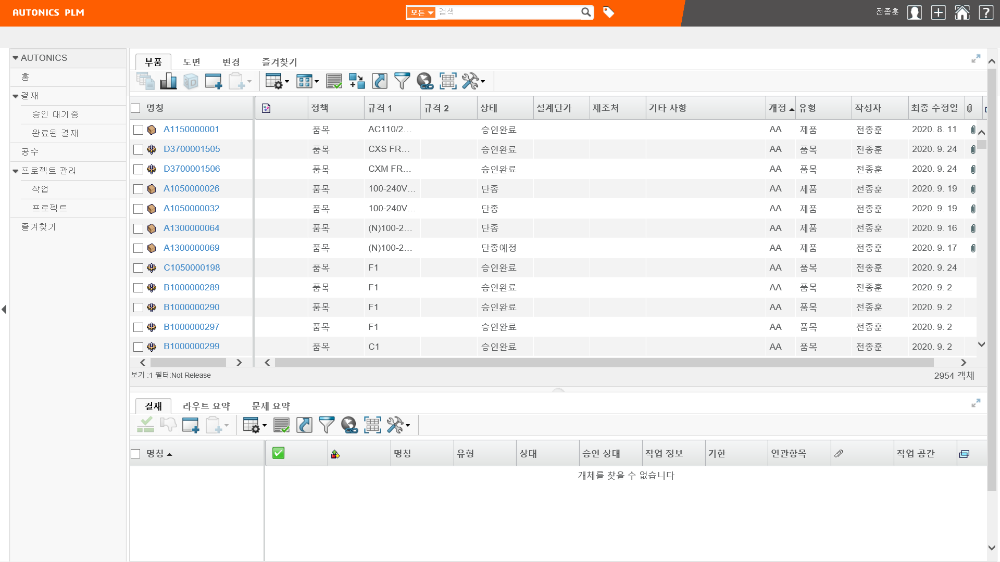 AUTONICS PLM
모든 검색
전종훈
AUTONICS
홈
결재
승인 대기중
완료된 결재
공수
프로젝트 관리
작업
프로젝트
즐겨찾기
부품 도면 변경 즐겨찾기
명칭 정책 규격 1 규격 2 상태 설계단가 제조처 기타 사항 개정 유형 작성자 최종 수정일
A1150000001 품목 AC110/2... 승인완료 AA 제품 전종훈 2020. 8. 11
D3700001505 품목 CXS FR... 승인완료 AA 품목 전종훈 2020. 9. 24
D3700001506 품목 CXM FR... 승인완료 AA 품목 전종훈 2020. 9. 24
A1050000026 품목 100-240V... 단종 AA 제품 전종훈 2020. 9. 19
A1050000032 품목 100-240V... 단종 AA 제품 전종훈 2020. 9. 19
A1300000064 품목 (N)100-2... 단종 AA 제품 전종훈 2020. 9. 16
A1300000069 품목 (N)100-2... 단종예정 AA 제품 전종훈 2020. 9. 17
C1050000198 품목 F1 승인완료 AA 품목 전종훈 2020. 9. 24
B1000000289 품목 F1 승인완료 AA 품목 전종훈 2020. 9. 2
B1000000290 품목 F1 승인완료 AA 품목 전종훈 2020. 9. 2
B1000000297 품목 F1 승인완료 AA 품목 전종훈 2020. 9. 2
B1000000299 품목 C1 승인완료 AA 품목 전종훈 2020. 9. 2
보기 :1 필터:Not Release 2954 객체
결재 라우트 요약 문제 요약
명칭 명칭 유형 상태 승인 상태 작업 정보 기한 연관항목 작업 공간
개체를 찾을 수 없습니다